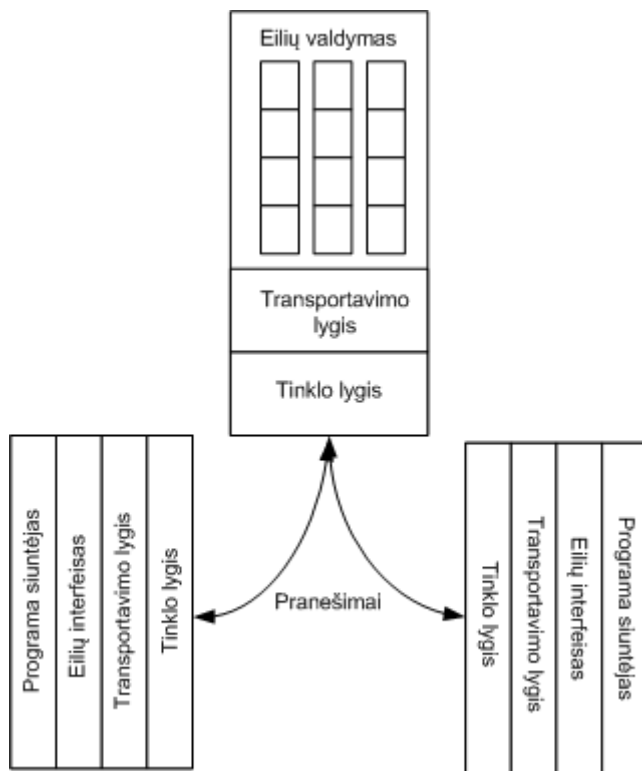 Eilių valdymas
Transportavimo
lygis
Tinklo lygis
Programa siuntėjas
Eilių interfeisas
Transportavimo lygis
Tinklo lygis
Pranešimai
Tinklo lygis
Transportavimo lygis
Eilių interfeisas
Programa siuntėjas